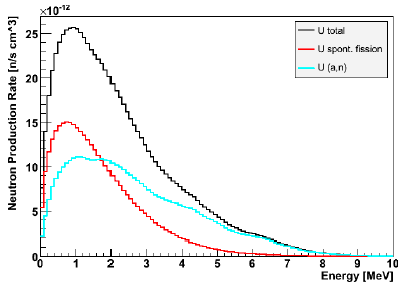 ×10⁻¹²
Neutron Production Rate [n/s cm^3]
25
20
15
10
5
0
U total
U spont. fission
U (a,n)
0 1 2 3 4 5 6 7 8 9 10
Energy [MeV]